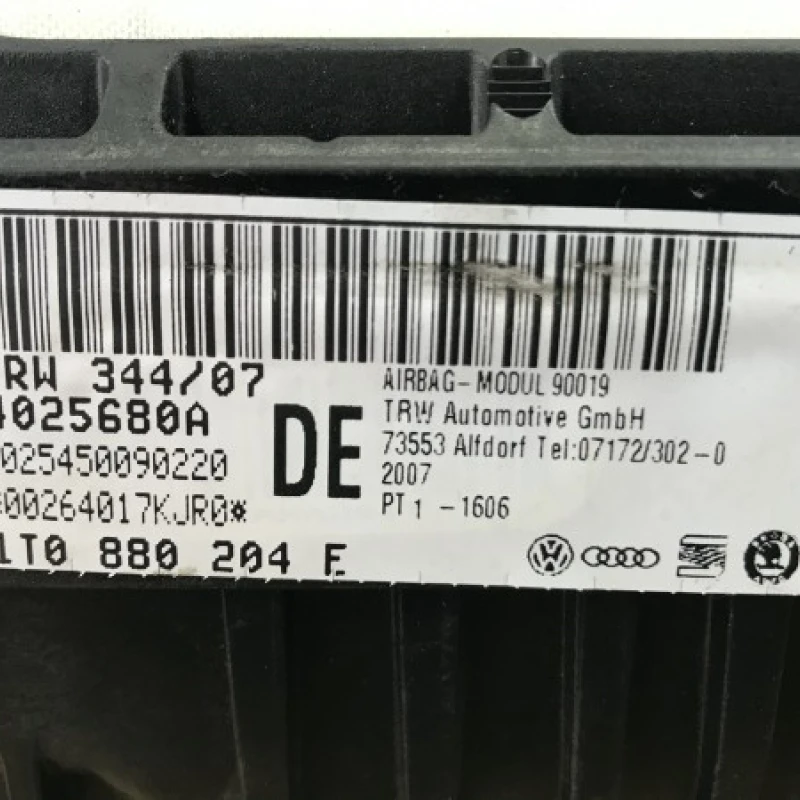 RW 344/07
4025680A
025450090220
*00264017KJR0*
1T0 880 204 E
DE
AIRBAG-MODUL 90019
TRW Automotive GmbH
73553 Alfdorf Tel:07172/302-0
2007
PT 1 -1606